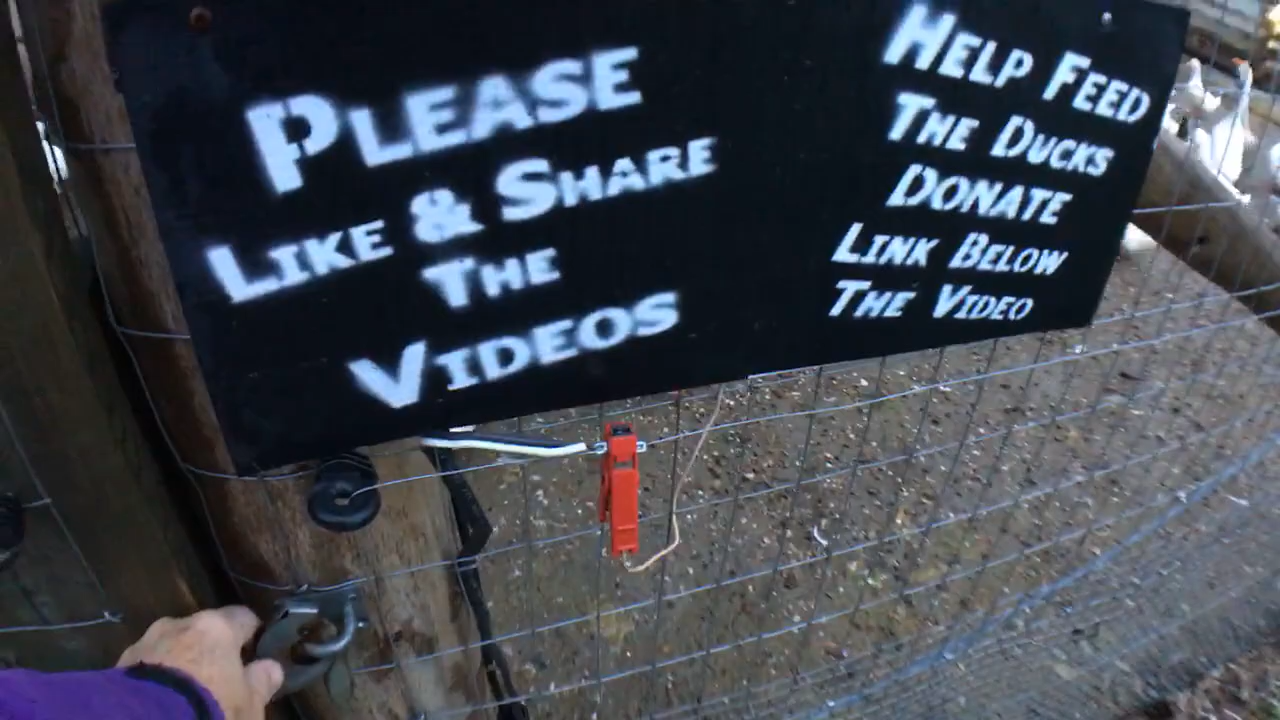 PLEASE
LIKE & SHARE
THE
VIDEOS
HELP FEED
THE DUCKS
DONATE
LINK BELOW
THE VIDEO